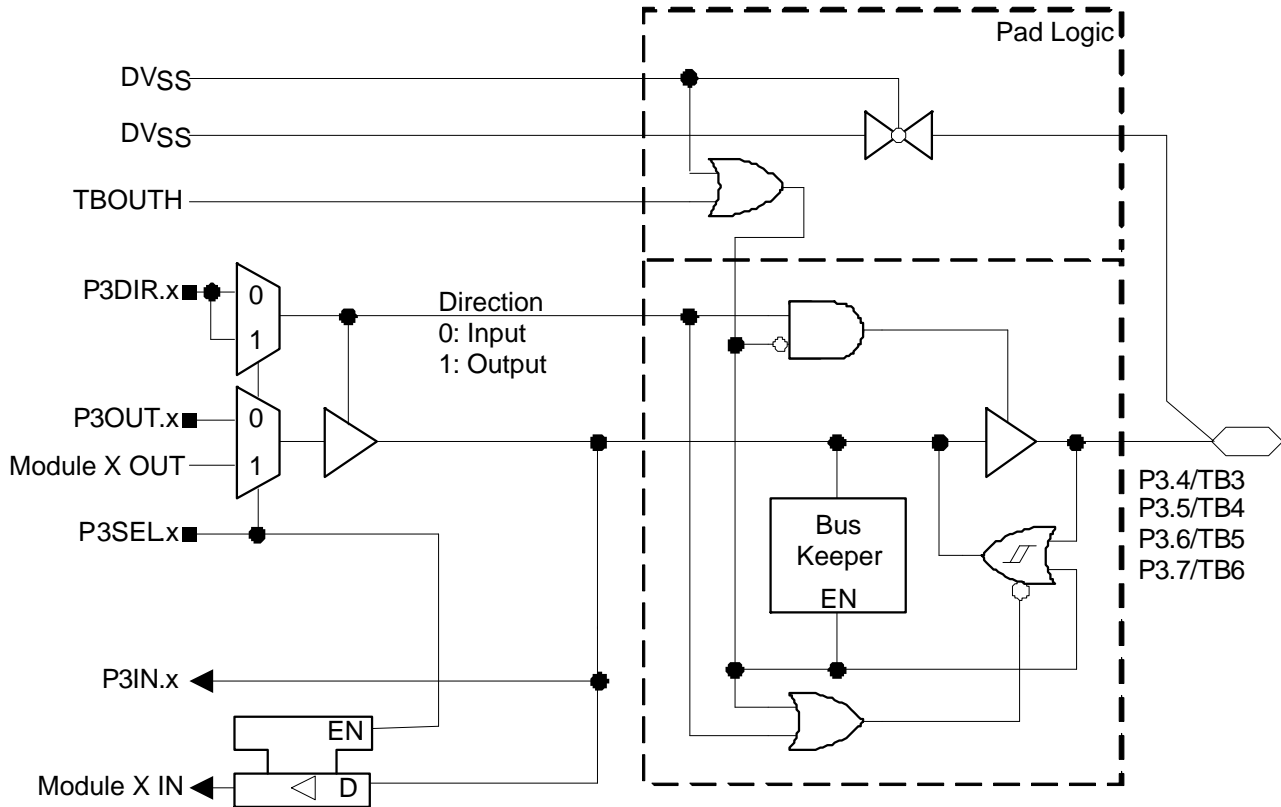 Pad Logic
DVSS
DVSS
TBOUTH
P3DIR.x
0
1
Direction
0: Input
1: Output
P3OUT.x
0
Module X OUT
1
P3SEL.x
Bus
Keeper
EN
P3.4/TB3
P3.5/TB4
P3.6/TB5
P3.7/TB6
P3IN.x
EN
Module X IN
D